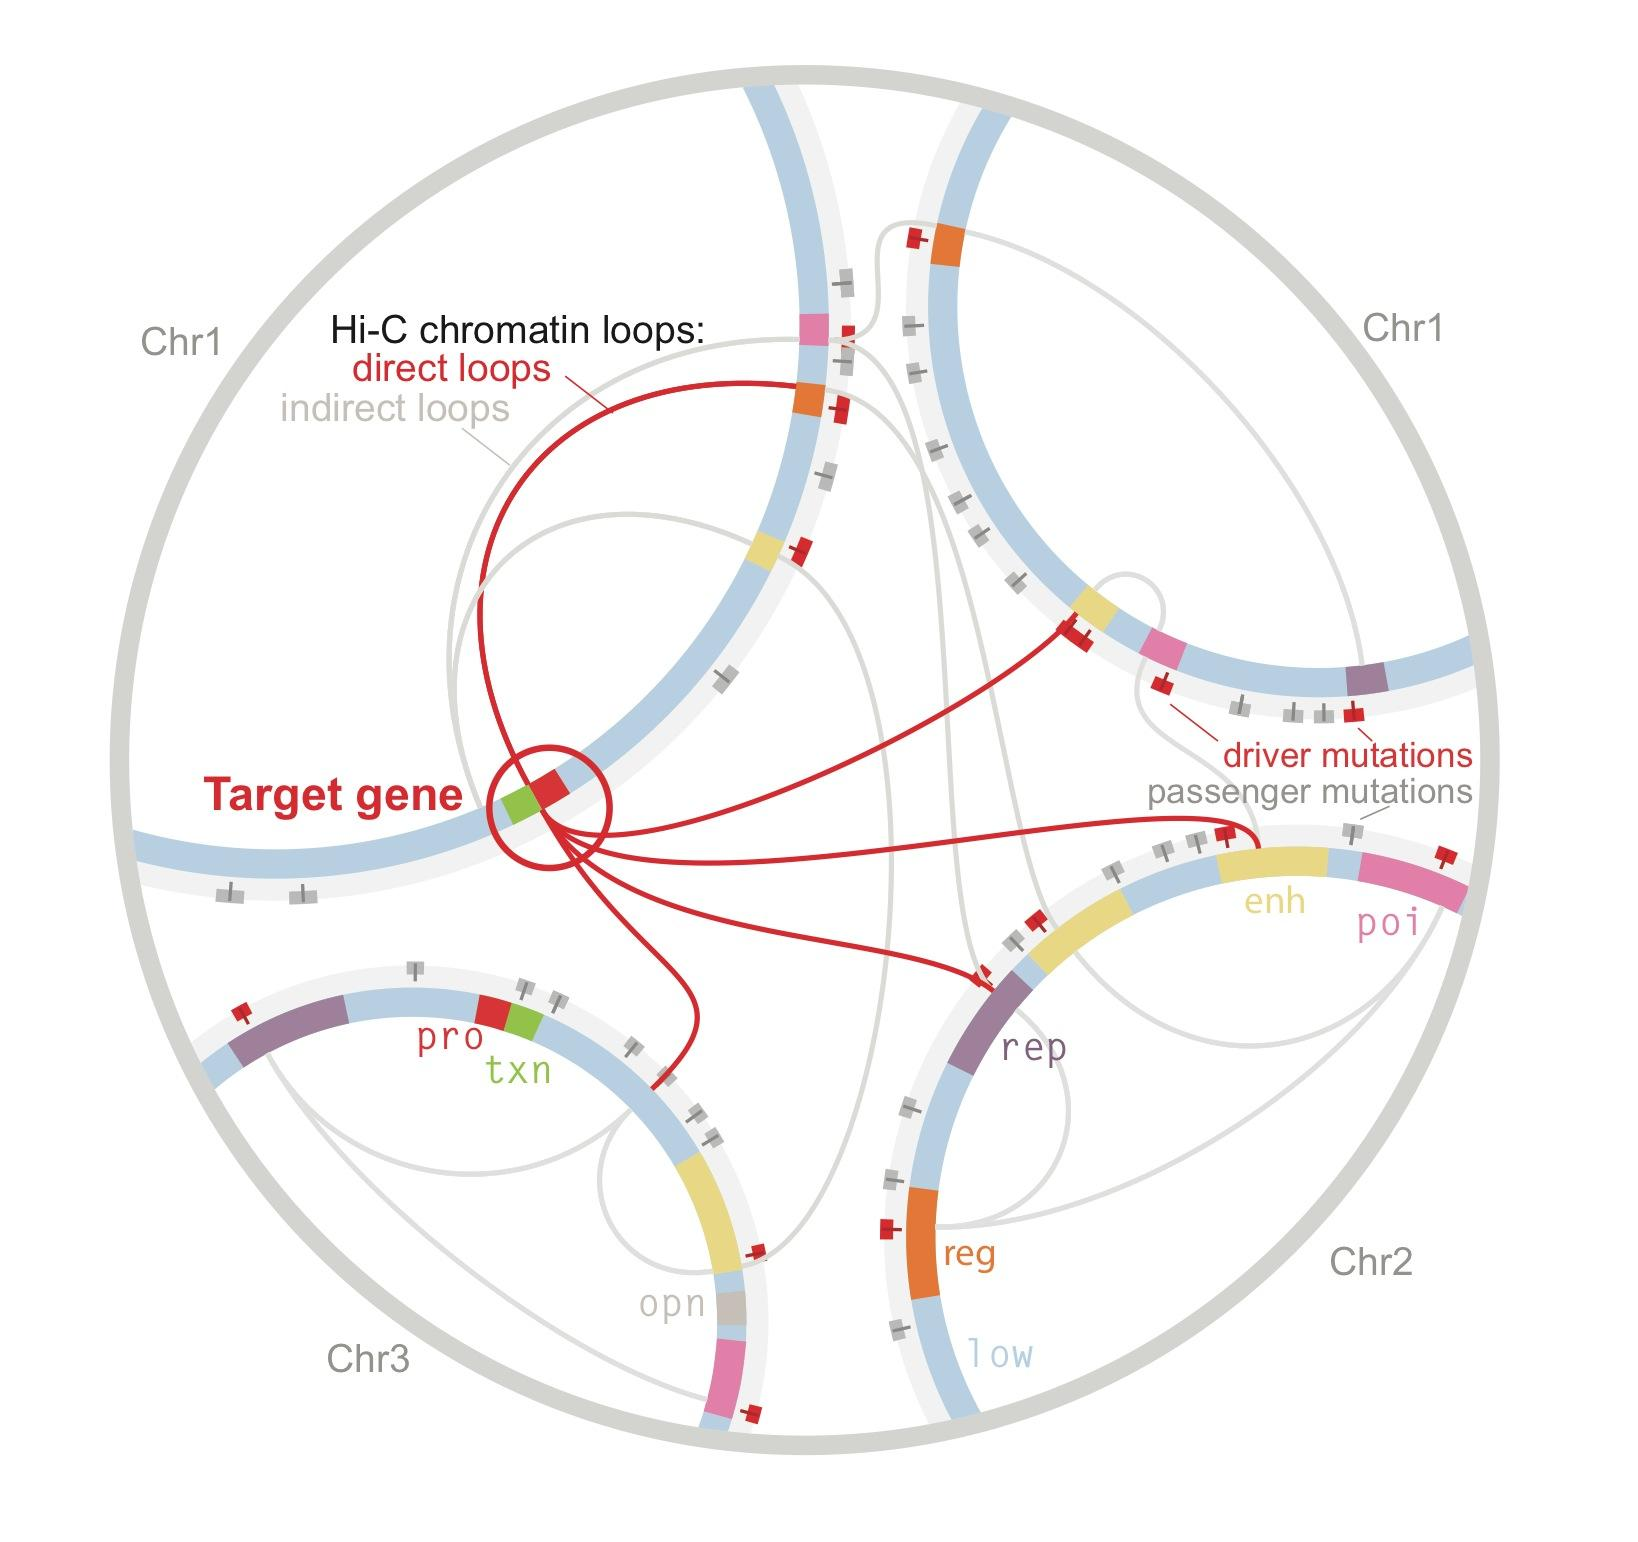 Chr1
Hi-C chromatin loops:
direct loops
indirect loops
Chr1
Target gene
driver mutations
passenger mutations
enh
poi
pro
txn
rep
reg
opn
low
Chr2
Chr3